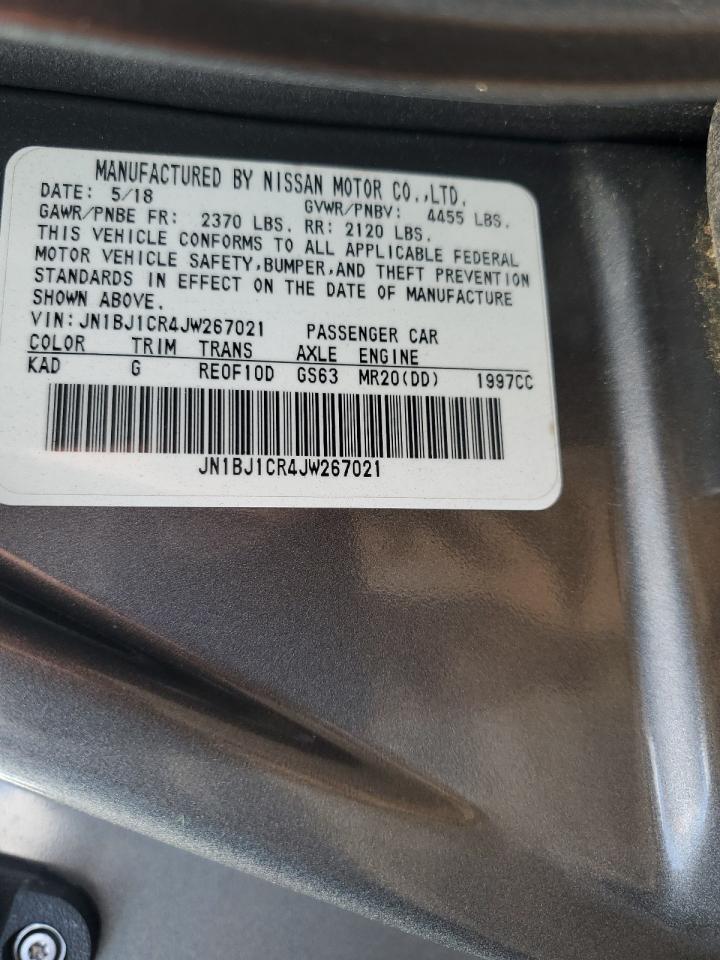 MANUFACTURED BY NISSAN MOTOR CO.,LTD.
DATE: 5/18 GVWR/PNBV: 4455 LBS.
GAWR/PNBE FR: 2370 LBS. RR: 2120 LBS.
THIS VEHICLE CONFORMS TO ALL APPLICABLE FEDERAL
MOTOR VEHICLE SAFETY,BUMPER,AND THEFT PREVENTION
STANDARDS IN EFFECT ON THE DATE OF MANUFACTURE
SHOWN ABOVE.
VIN:JN1BJ1CR4JW267021 PASSENGER CAR
COLOR TRIM TRANS AXLE ENGINE
KAD G RE0F10D GS63 MR20(DD) 1997CC
JN1BJ1CR4JW267021